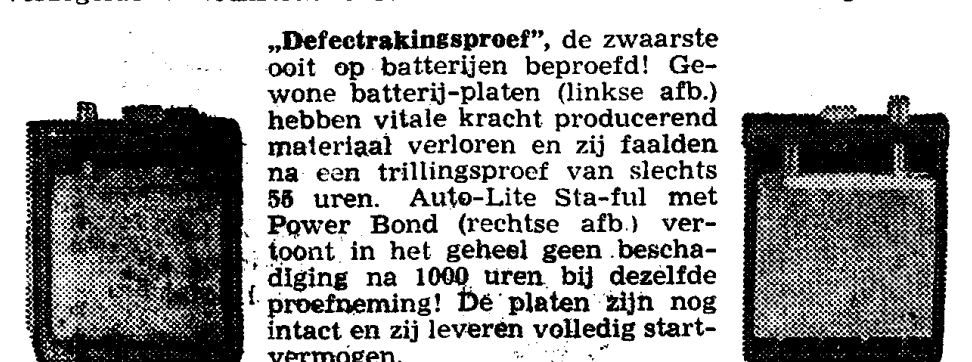 „Defectrakingsproef”, de zwaarste
ooit op batterijen beproefd! Ge-
wone batterij-platen (linkse afb.)
hebben vitale kracht producerend
materiaal verloren en zij faalden
na een trillingsproef van slechts
55 uren. Auto-Lite Sta-ful met
Power Bond (rechtse afb.) ver-
toont in het geheel geen bescha-
diging na 1000 uren bij dezelfde
proefneming! De platen zijn nog
intact en zij leveren volledig start-
vermogen.